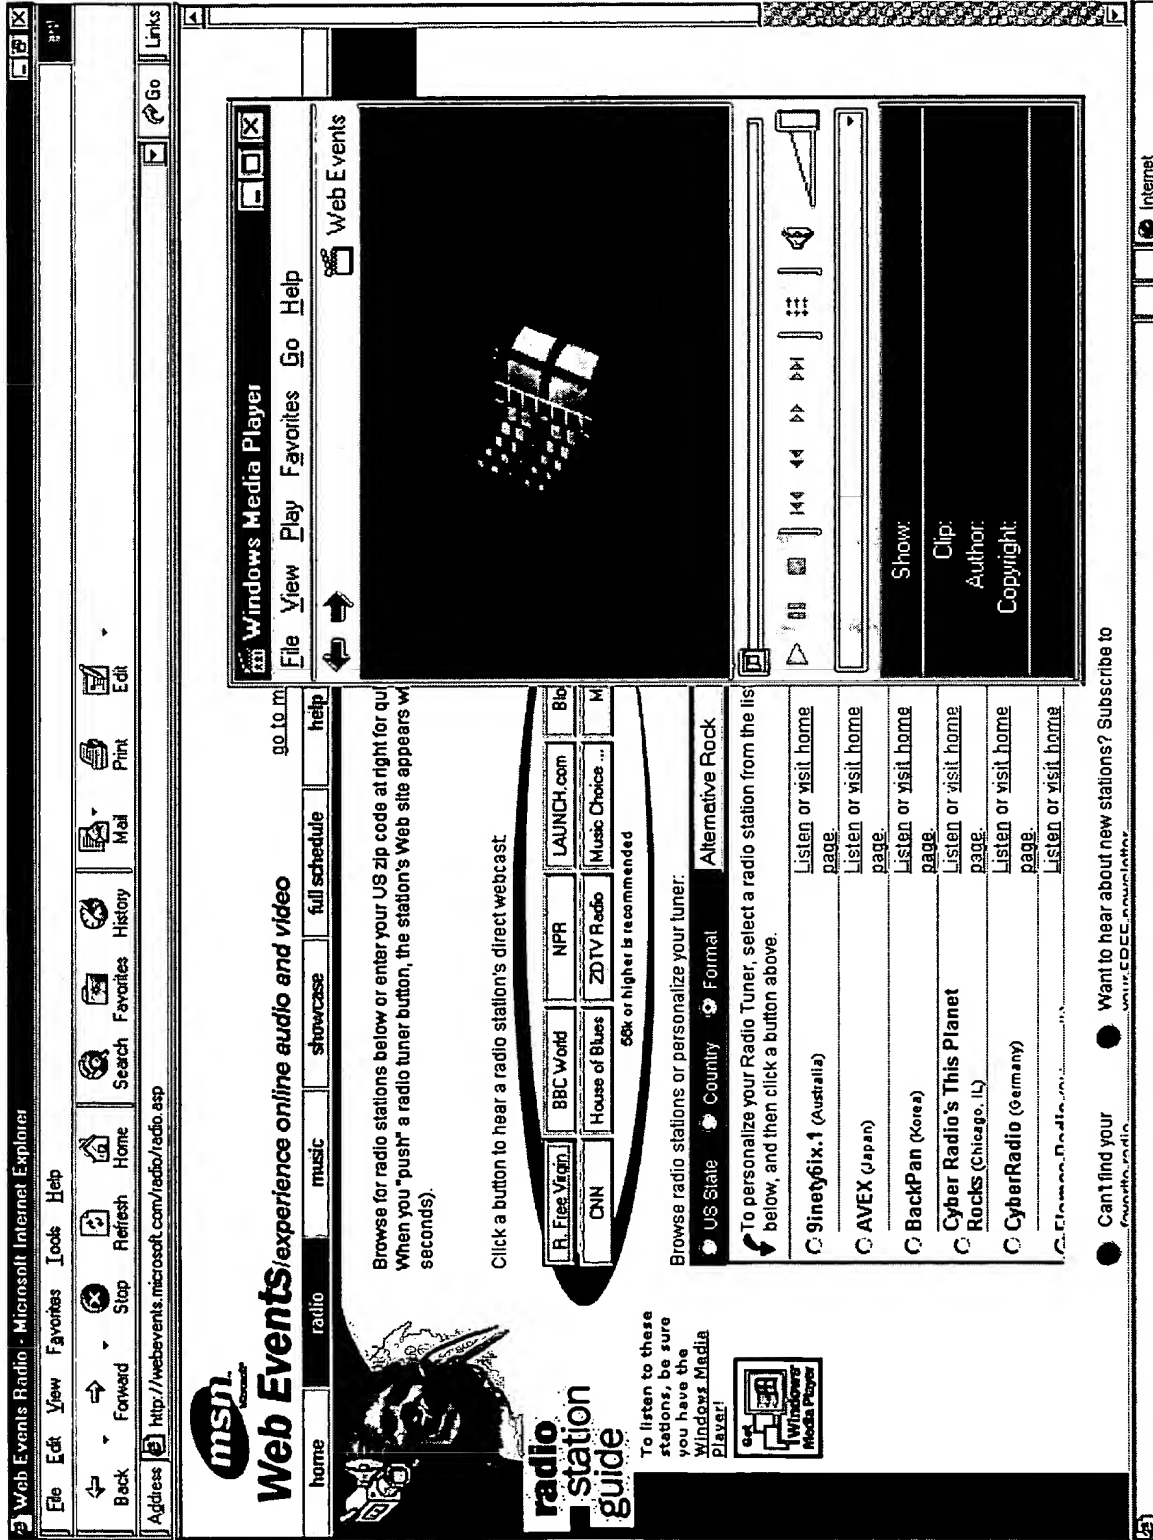 Web Events Radio - Microsoft Internet Explorer
File Edit View Favorites Tools Help
Back Forward Stop Refresh Home Search Favorites History Mail Print Edit
Address http://webevents.microsoft.com/radio/radio.asp Go Links
msn
Microsoft
go to m
Web Events/experience online audio and video
home radio music showcase full schedule help
Browse for radio stations below or enter your US zip code at right for qui
When you "push" a radio tuner button, the station's Web site appears w
seconds).
radio
station
guide
Click a button to hear a radio station's direct webcast:
R. Free Virgin BBC World NPR LAUNCH.com Blo
CNN House of Blues ZDTV Radio Music Choice ... M
56k or higher is recommended
To listen to these
stations, be sure
you have the
Windows Media
Player!
Get
Windows
Media Player
Browse radio stations or personalize your tuner:
US State Country Format Alternative Rock
To personalize your Radio Tuner, select a radio station from the lis
below, and then click a button above.
9inety6ix.1 (Australia) Listen or visit home
page.
AVEX (Japan) Listen or visit home
page.
BackPan (Korea) Listen or visit home
page.
Cyber Radio's This Planet Listen or visit home
Rocks (Chicago, IL) page.
CyberRadio (Germany) Listen or visit home
page.
Listen or visit home
Can't find your
favorite radio
Want to hear about new stations? Subscribe to
your FREE newsletter
Windows Media Player
File View Play Favorites Go Help
Web Events
Show:
Clip:
Author:
Copyright:
Internet